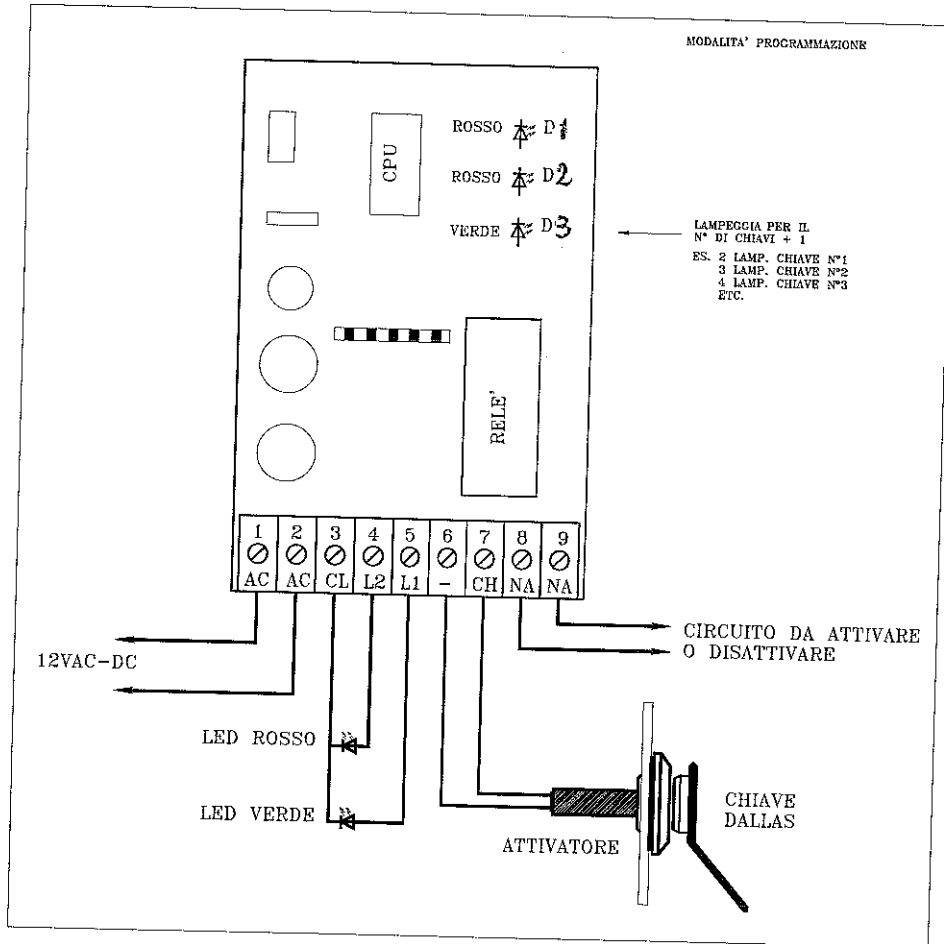 MODALITA' PROGRAMMAZIONE
ROSSO D1
CPU
ROSSO D2
VERDE D3
LAMPEGGIA PER IL
N° DI CHIAVI + 1
ES. 2 LAMP. CHIAVE N°1
3 LAMP. CHIAVE N°2
4 LAMP. CHIAVE N°3
ETC.
RELE'
1 2 3 4 5 6 7 8 9
AC AC CL L2 L1 - CH NA NA
12VAC-DC
CIRCUITO DA ATTIVARE
O DISATTIVARE
LED ROSSO
LED VERDE
CHIAVE
DALLAS
ATTIVATORE